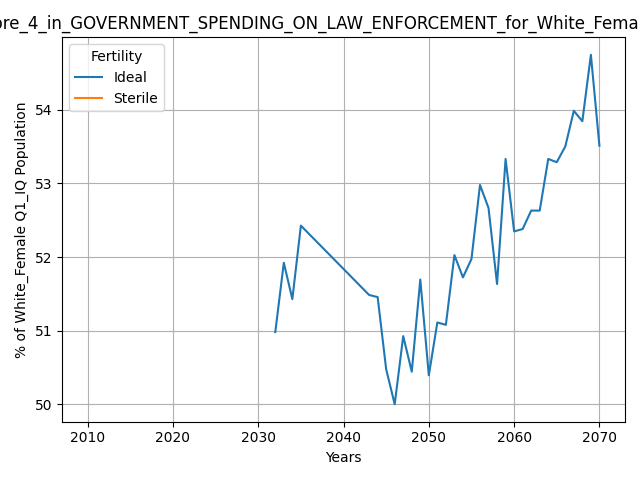 ore_4_in_GOVERNMENT_SPENDING_ON_LAW_ENFORCEMENT_for_White_Fema
Fertility
Ideal
Sterile
% of White_Female Q1_IQ Population
54
53
52
51
50
2010 2020 2030 2040 2050 2060 2070
Years